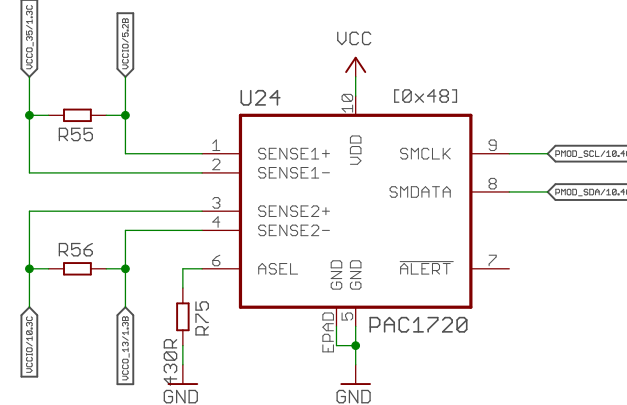 VCCO_35/1.3C
VCCIO/5.2B
VCC
U24
[0x48]
10
R55
1
SENSE1+
VDD
SMCLK
9
PMOD_SCL/10.4
2
SENSE1-
SMDATA
8
PMOD_SDA/10.4
3
SENSE2+
4
SENSE2-
R56
6
ASEL
GND
GND
ALERT
7
VCCIO/10.3C
VCCO_13/1.3B
R75
430R
EPAD
5
PAC1720
GND
GND